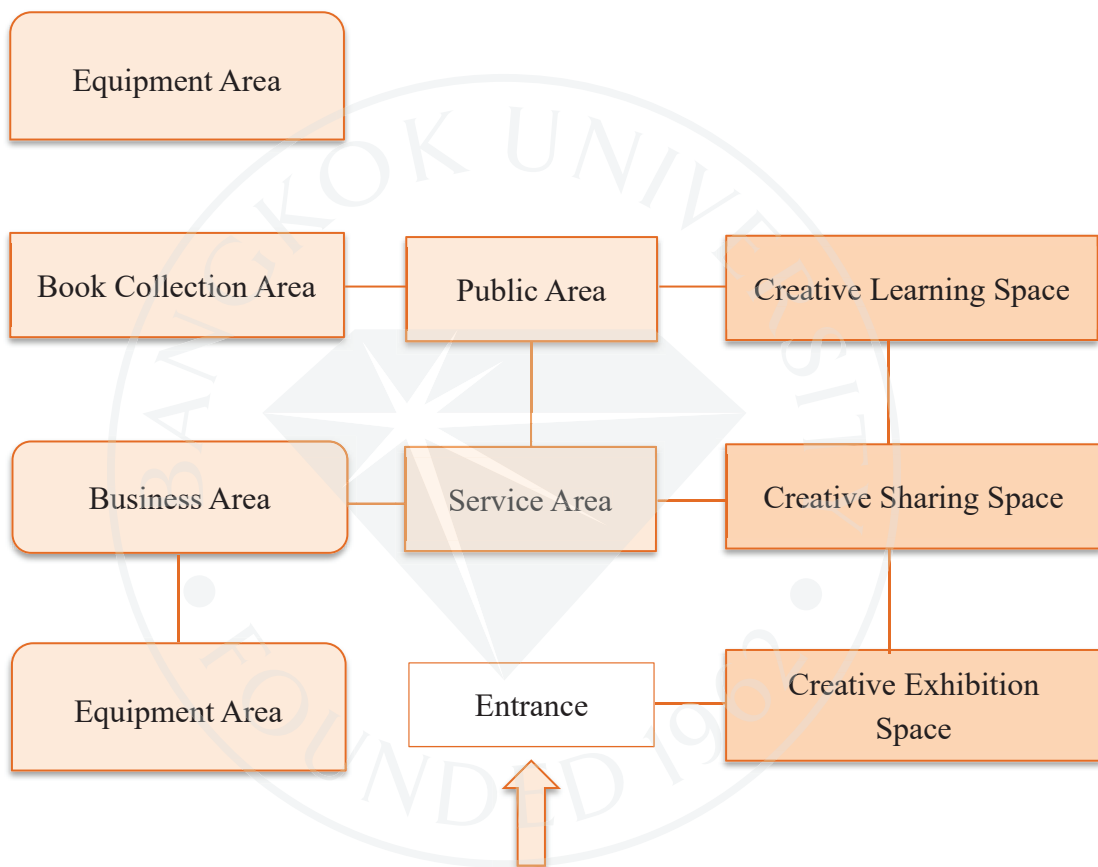 Equipment Area
Book Collection Area
Public Area
Creative Learning Space
Business Area
Service Area
Creative Sharing Space
Equipment Area
Entrance
Creative Exhibition
Space
BANGKOK UNIVERSITY
FOUNDED 1962